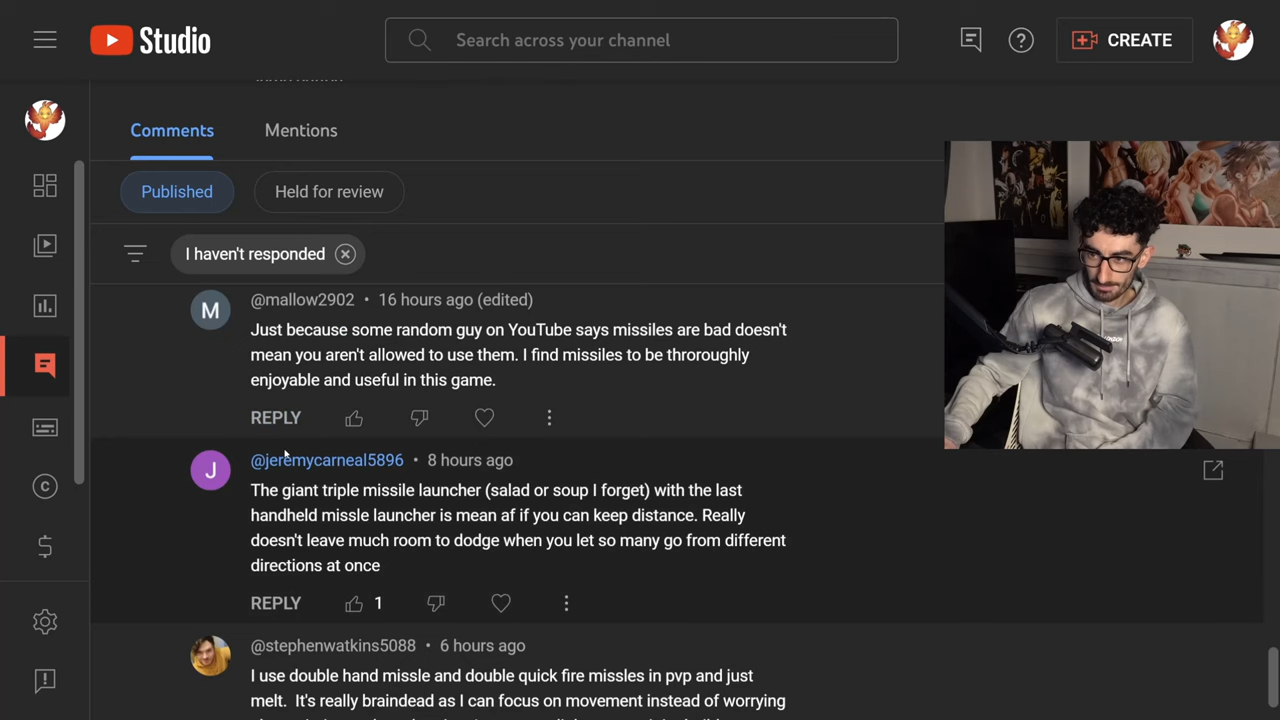 Studio
Search across your channel
CREATE
Comments
Mentions
Published
Held for review
I haven't responded
@mallow2902 • 16 hours ago (edited)
M
Just because some random guy on YouTube says missiles are bad doesn't
mean you aren't allowed to use them. I find missiles to be throroughly
enjoyable and useful in this game.
REPLY
@jeremycarneal5896 • 8 hours ago
J
The giant triple missile launcher (salad or soup I forget) with the last
handheld missle launcher is mean af if you can keep distance. Really
doesn't leave much room to dodge when you let so many go from different
directions at once
REPLY 1
@stephenwatkins5088 • 6 hours ago
I use double hand missle and double quick fire missles in pvp and just
melt. It's really braindead as I can focus on movement instead of worrying